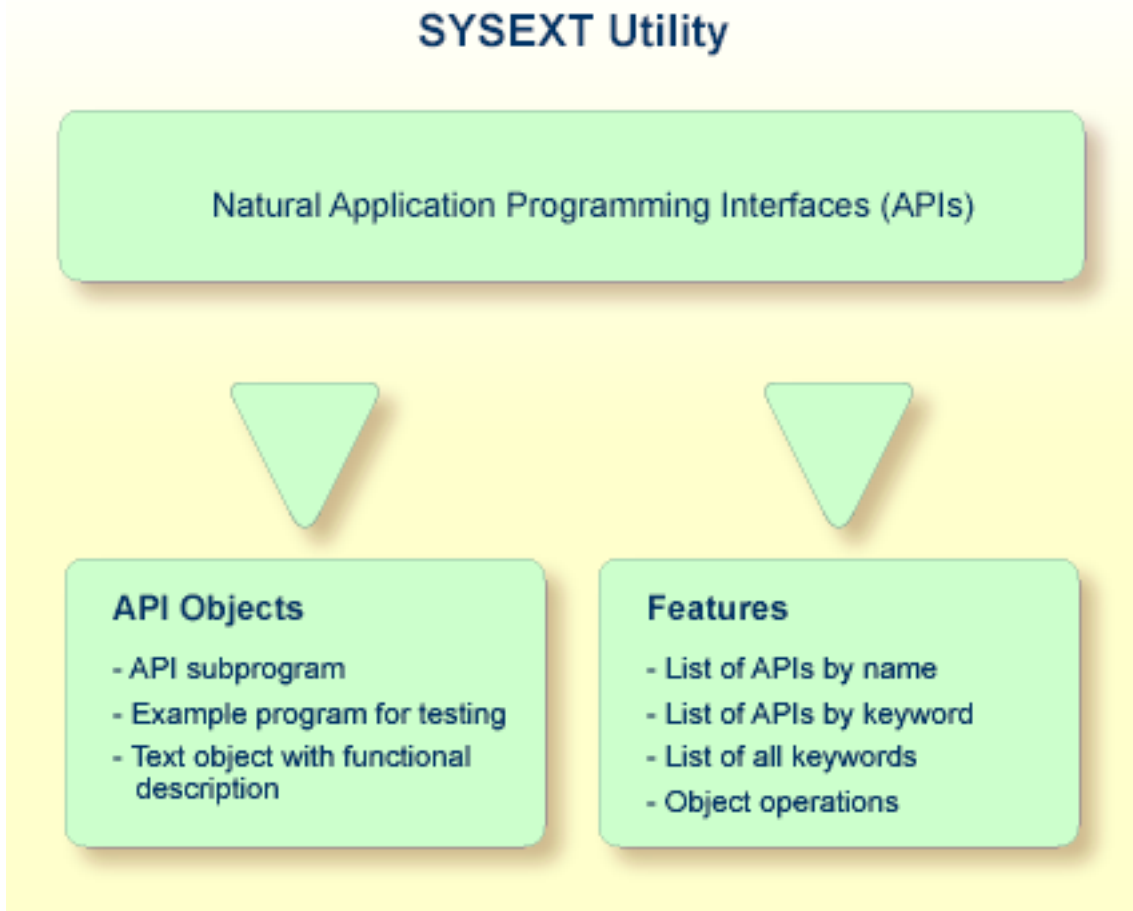 SYSEXT Utility
Natural Application Programming Interfaces (APIs)
API Objects
- API subprogram
- Example program for testing
- Text object with functional
description
Features
- List of APIs by name
- List of APIs by keyword
- List of all keywords
- Object operations